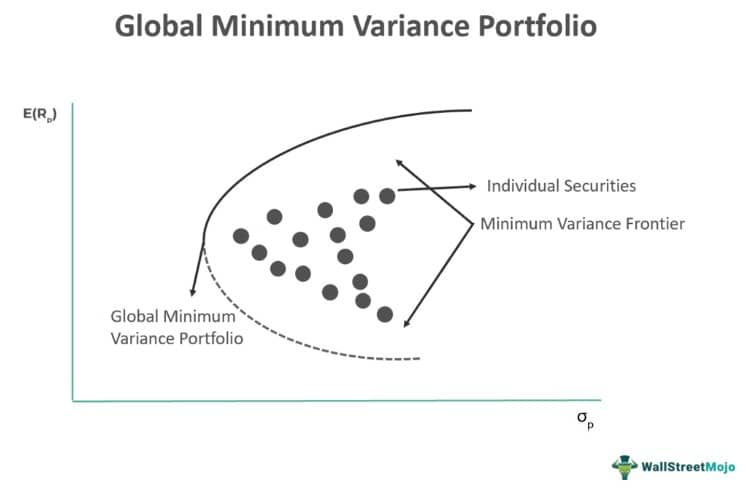 Global Minimum Variance Portfolio
E(Rp)
Individual Securities
Minimum Variance Frontier
Global Minimum
Variance Portfolio
σp
WallStreetMojo